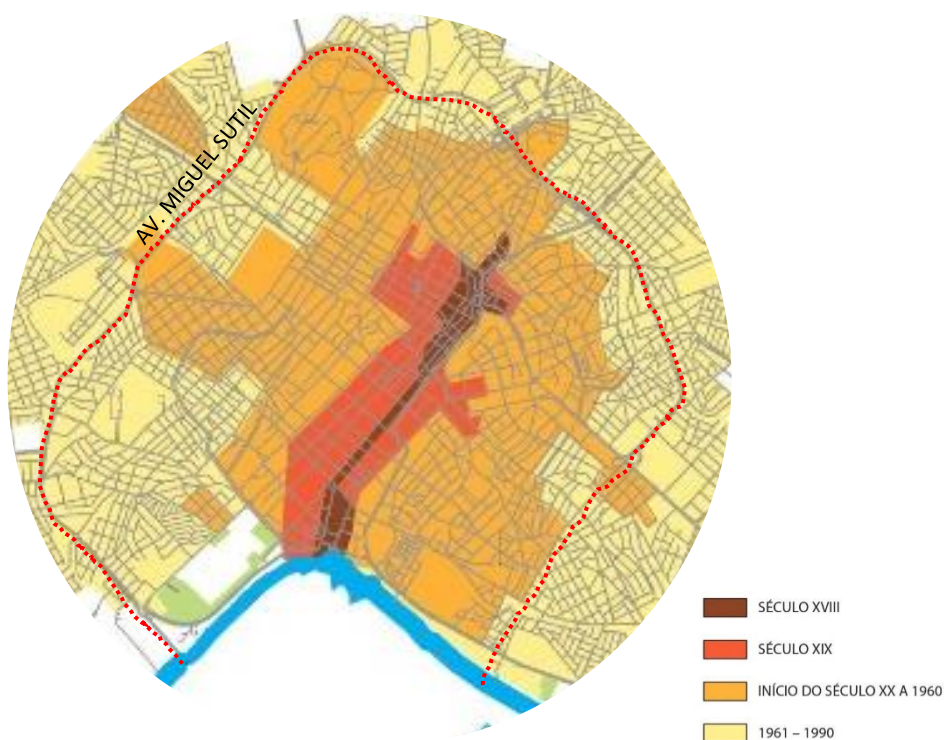 AV. MIGUEL SUTIL
SÉCULO XVIII
SÉCULO XIX
INÍCIO DO SÉCULO XX A 1960
1961 – 1990